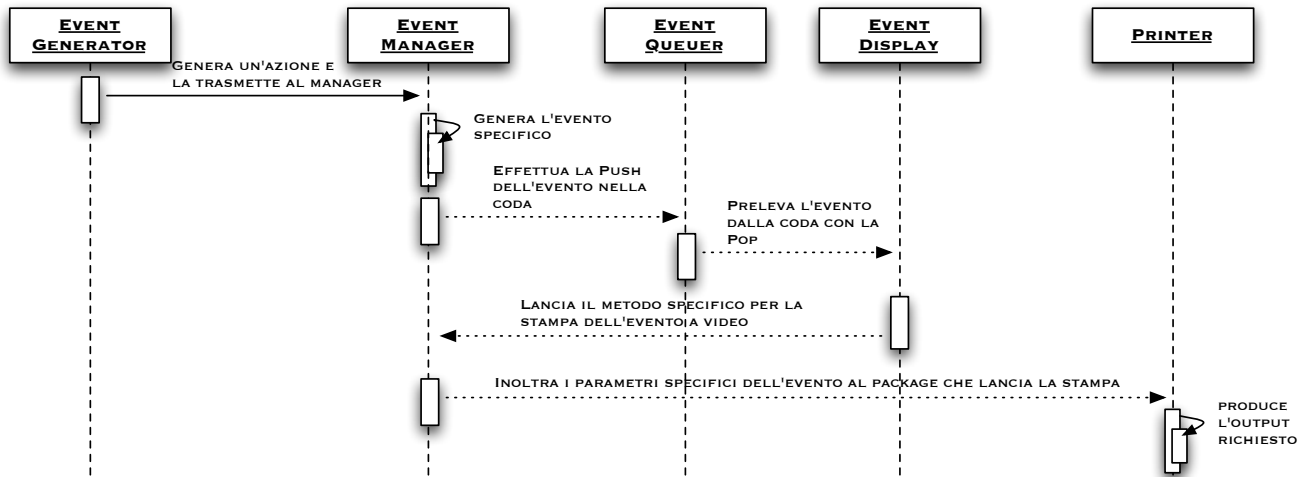 EVENT
GENERATOR
EVENT
MANAGER
EVENT
QUEUER
EVENT
DISPLAY
PRINTER
GENERA UN'AZIONE E
LA TRASMETTE AL MANAGER
GENERA L'EVENTO
SPECIFICO
EFFETTUA LA PUSH
DELL'EVENTO NELLA
CODA
PRELEVA L'EVENTO
DALLA CODA CON LA
POP
LANCIA IL METODO SPECIFICO PER LA
STAMPA DELL'EVENTO A VIDEO
INOLTRA I PARAMETRI SPECIFICI DELL'EVENTO AL PACKAGE CHE LANCIA LA STAMPA
PRODUCE
L'OUTPUT
RICHIESTO